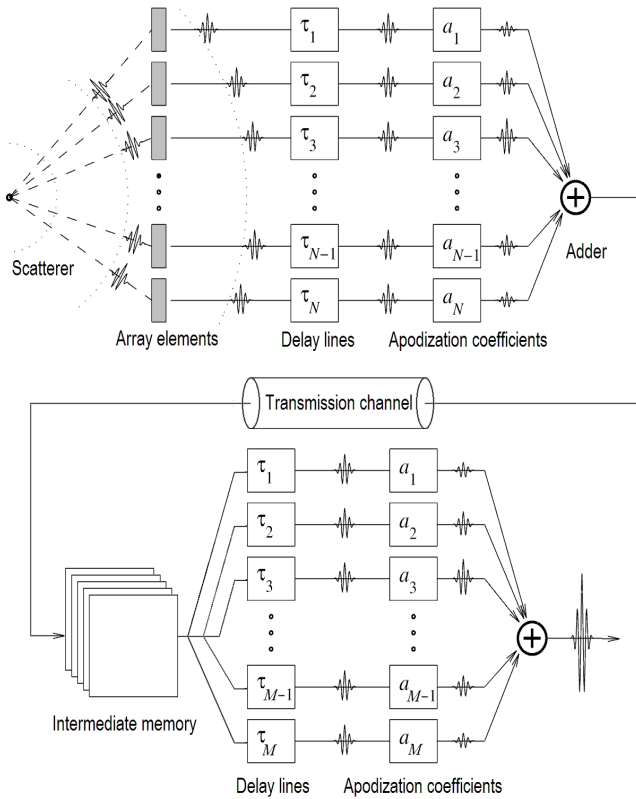 τ1
a1
τ2
a2
τ3
a3
Scatterer
τN−1
aN−1
Adder
τN
aN
Array elements
Delay lines
Apodization coefficients
Transmission channel
τ1
a1
τ2
a2
τ3
a3
τM−1
aM−1
Intermediate memory
τM
aM
Delay lines
Apodization coefficients